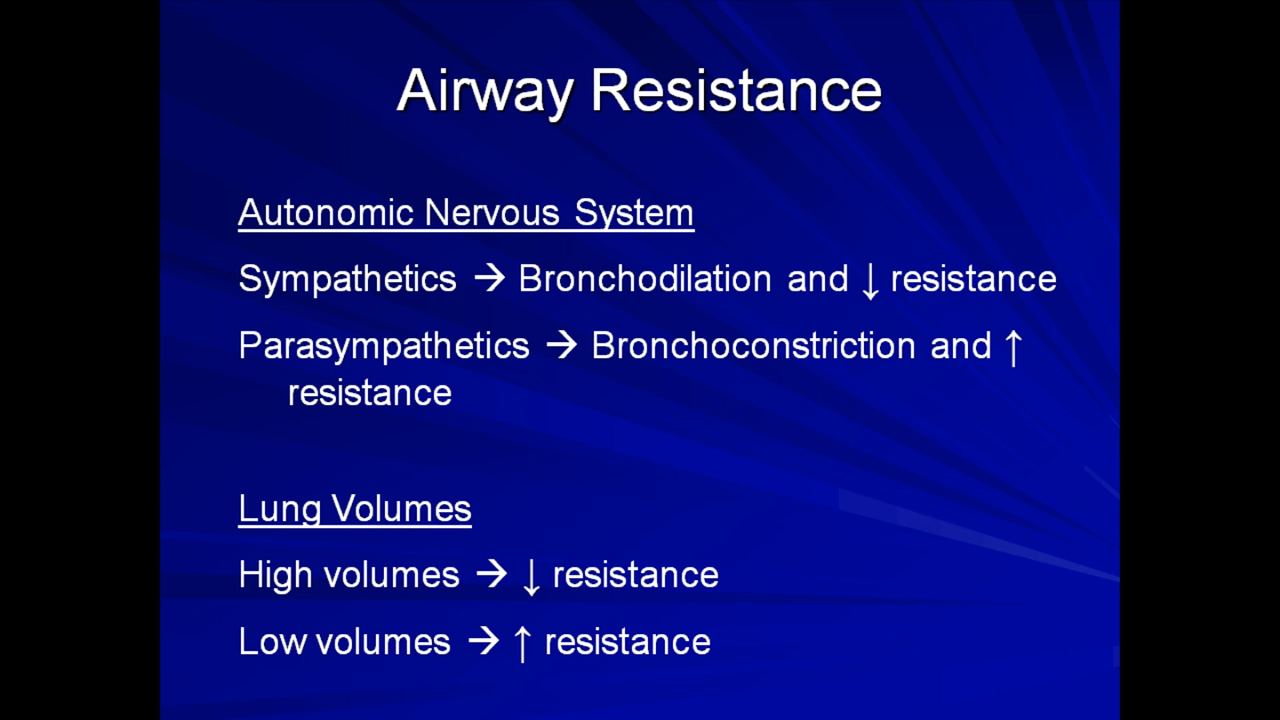 Airway Resistance
Autonomic Nervous System
Sympathetics → Bronchodilation and ↓ resistance
Parasympathetics → Bronchoconstriction and ↑
resistance
Lung Volumes
High volumes → ↓ resistance
Low volumes → ↑ resistance